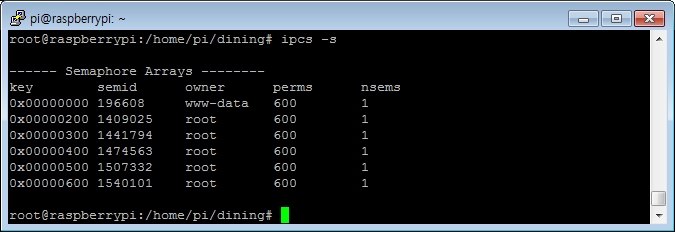 pi@raspberrypi: ~
root@raspberrypi:/home/pi/dining# ipcs -s
------ Semaphore Arrays --------
key        semid      owner      perms      nsems
0x00000000 196608     www-data   600        1
0x00000200 1409025    root       600        1
0x00000300 1441794    root       600        1
0x00000400 1474563    root       600        1
0x00000500 1507332    root       600        1
0x00000600 1540101    root       600        1
root@raspberrypi:/home/pi/dining#